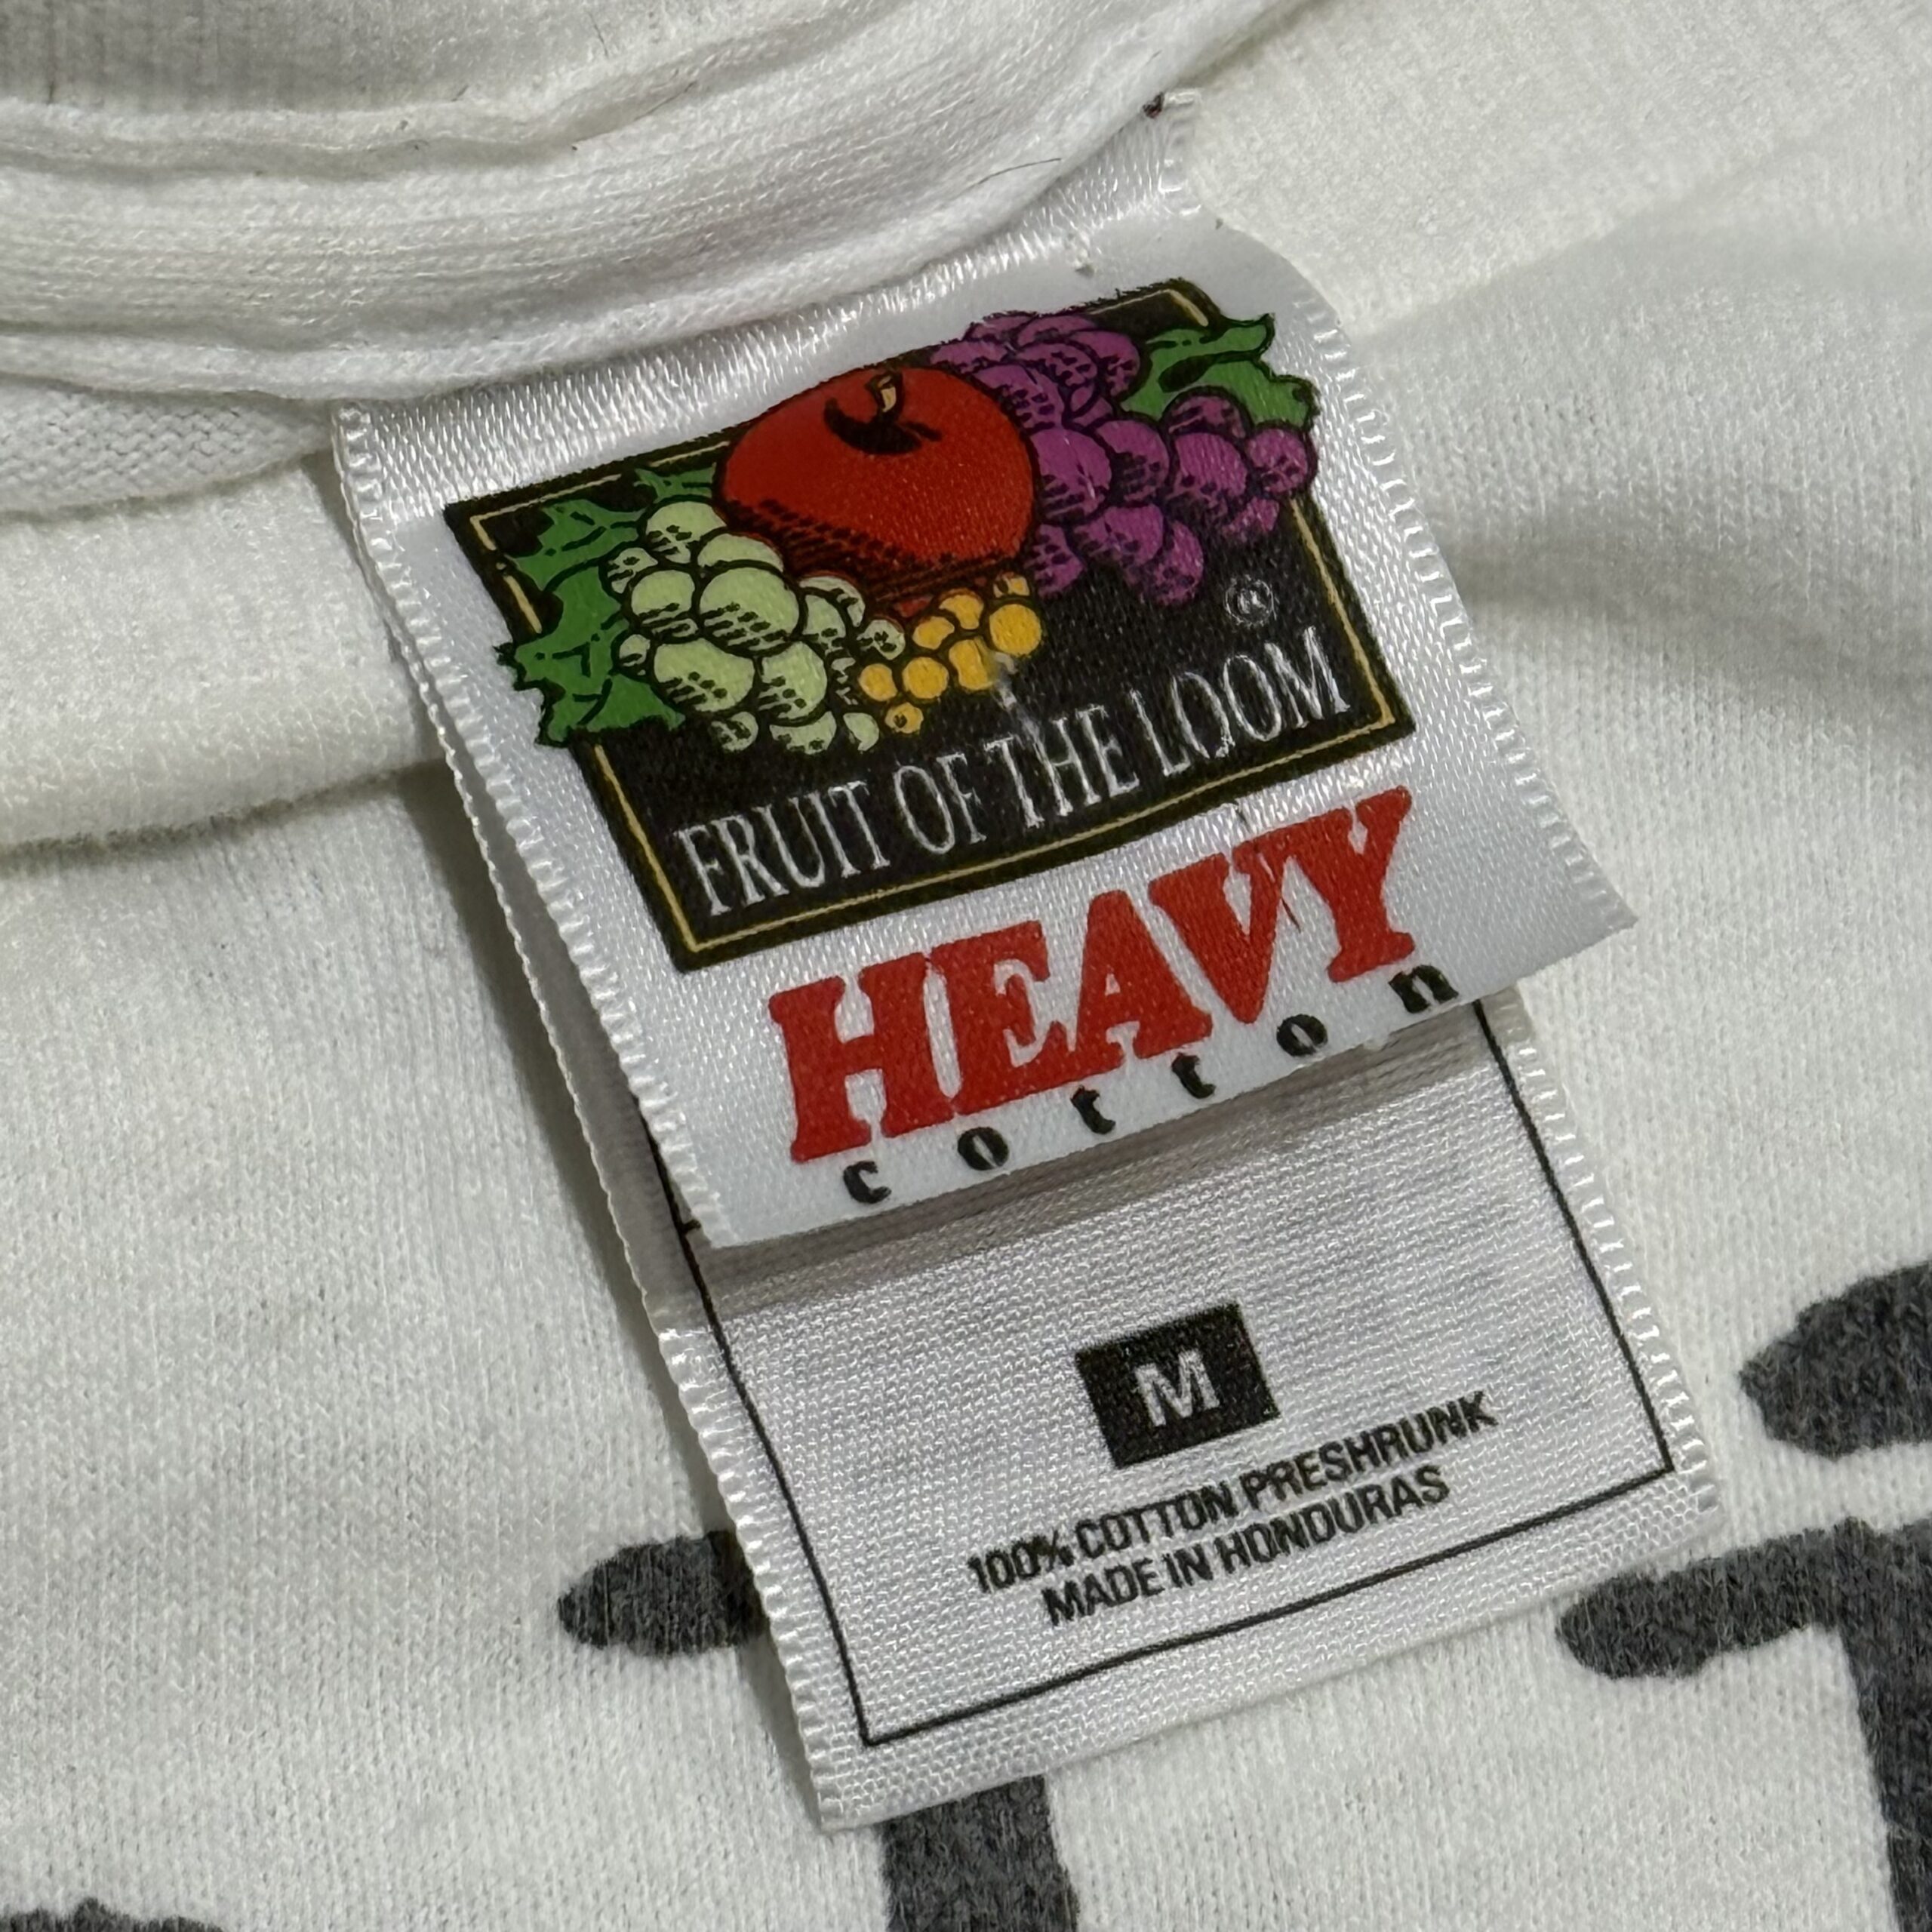 ®
FRUIT OF THE LOOM
HEAVY
cotton
M
100% COTTON PRESHRUNK
MADE IN HONDURAS